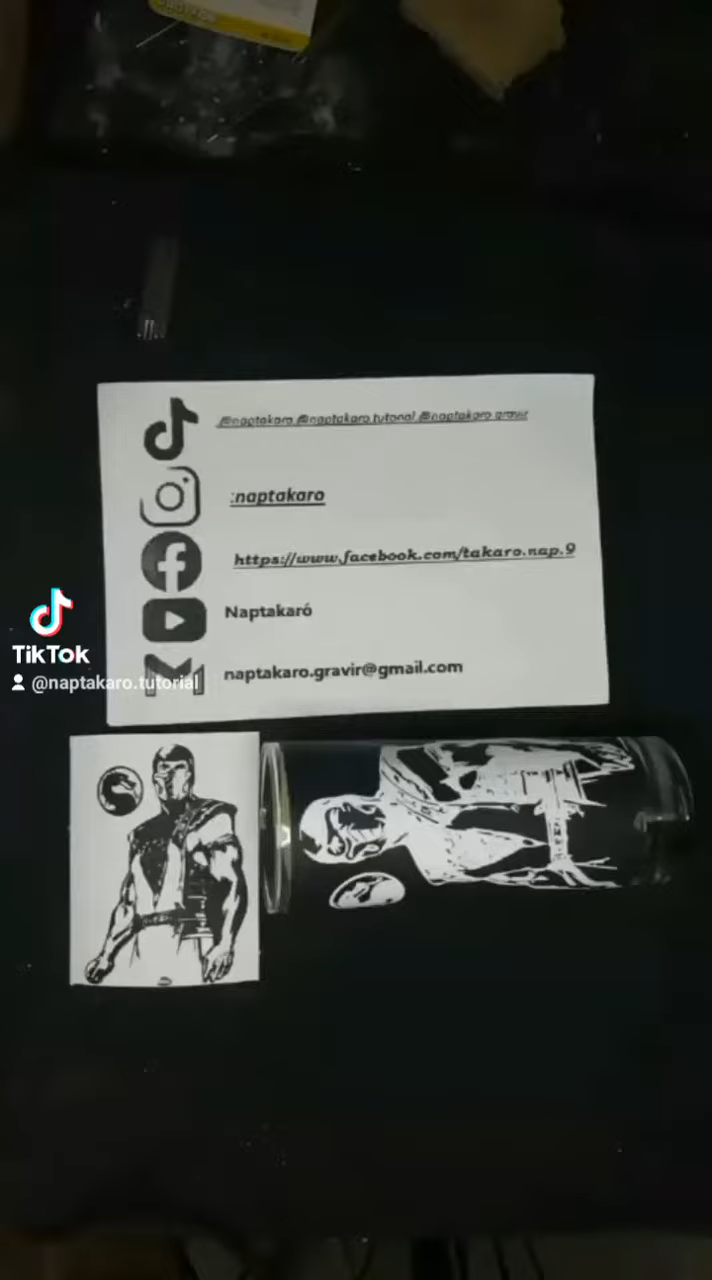 @naptakaro @naptakaro.tutorial @naptakaro.gravir
:naptakaro
https://www.facebook.com/takaro.nap.9
Naptakaró
naptakaro.gravir@gmail.com
TikTok
@naptakaro.tutorial